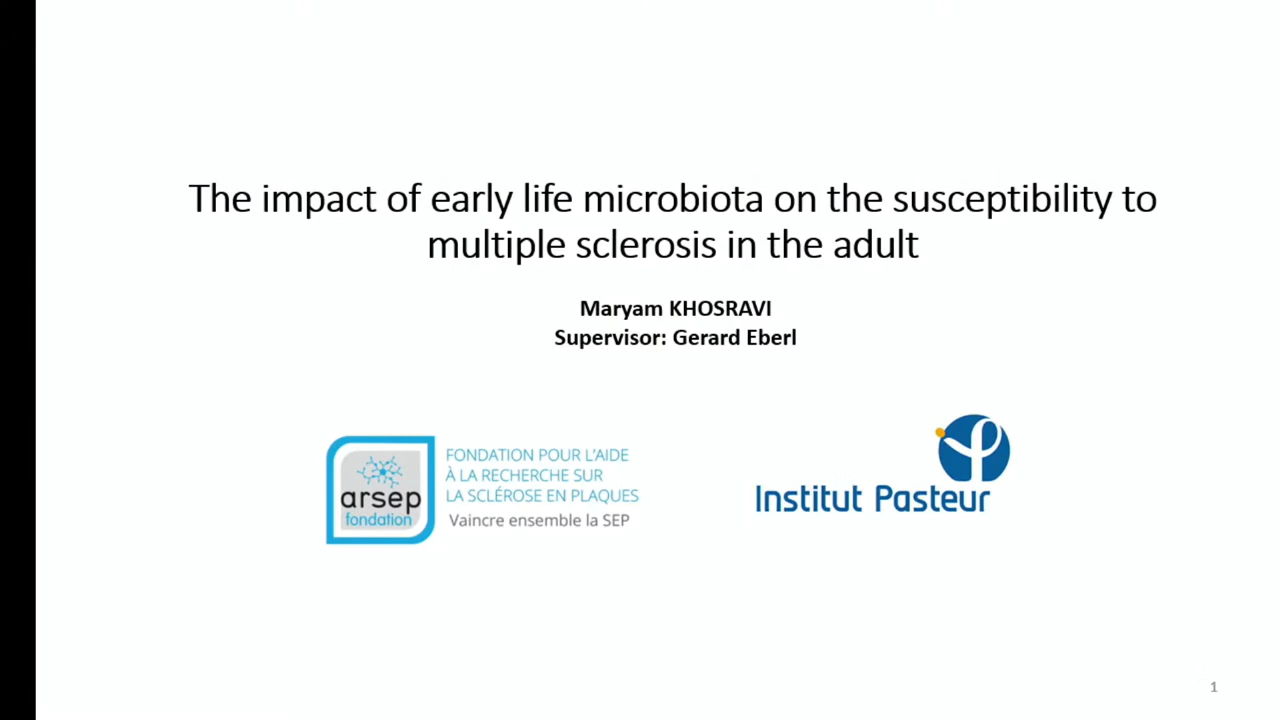 The impact of early life microbiota on the susceptibility to
multiple sclerosis in the adult
Maryam KHOSRAVI
Supervisor: Gerard Eberl
arsep
fondation
FONDATION POUR L'AIDE
À LA RECHERCHE SUR
LA SCLÉROSE EN PLAQUES
Vaincre ensemble la SEP
Institut Pasteur
1